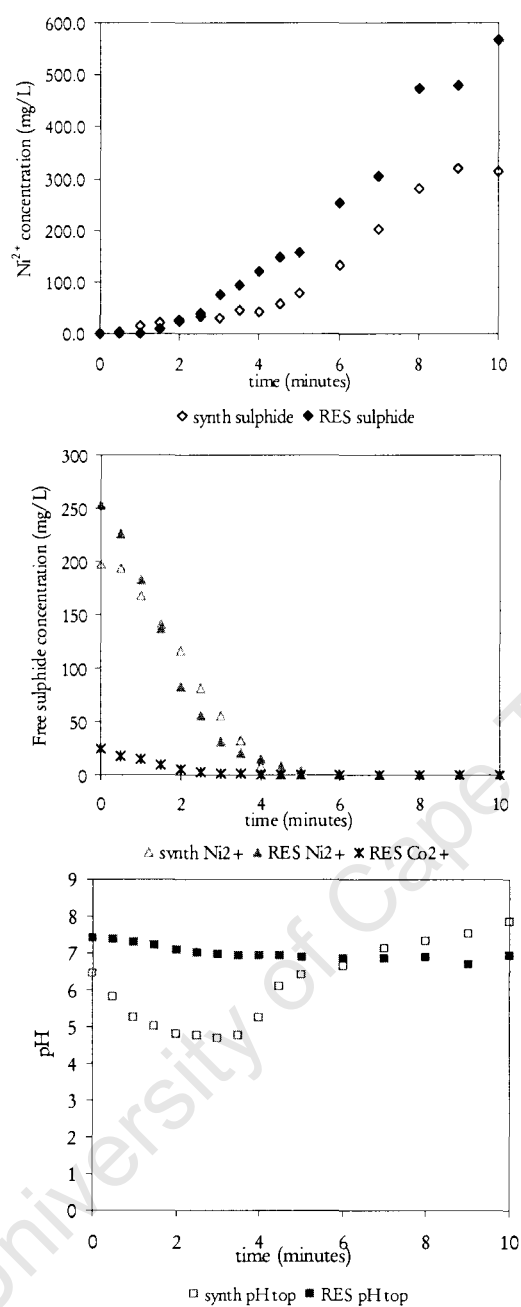 600.0
500.0
400.0
300.0
200.0
100.0
0.0
Ni2+ concentration (mg/L)
0 2 4 6 8 10
time (minutes)
◇ synth sulphide ◆ RES sulphide
300
250
200
150
100
50
0
Free sulphide concentration (mg/L)
0 2 4 6 8 10
time (minutes)
△ synth Ni2+ ▲ RES Ni2+ ✱ RES Co2+
9
8
7
6
5
4
3
2
1
0
pH
0 2 4 6 8 10
time (minutes)
□ synth pH top ■ RES pH top
University of Cape T